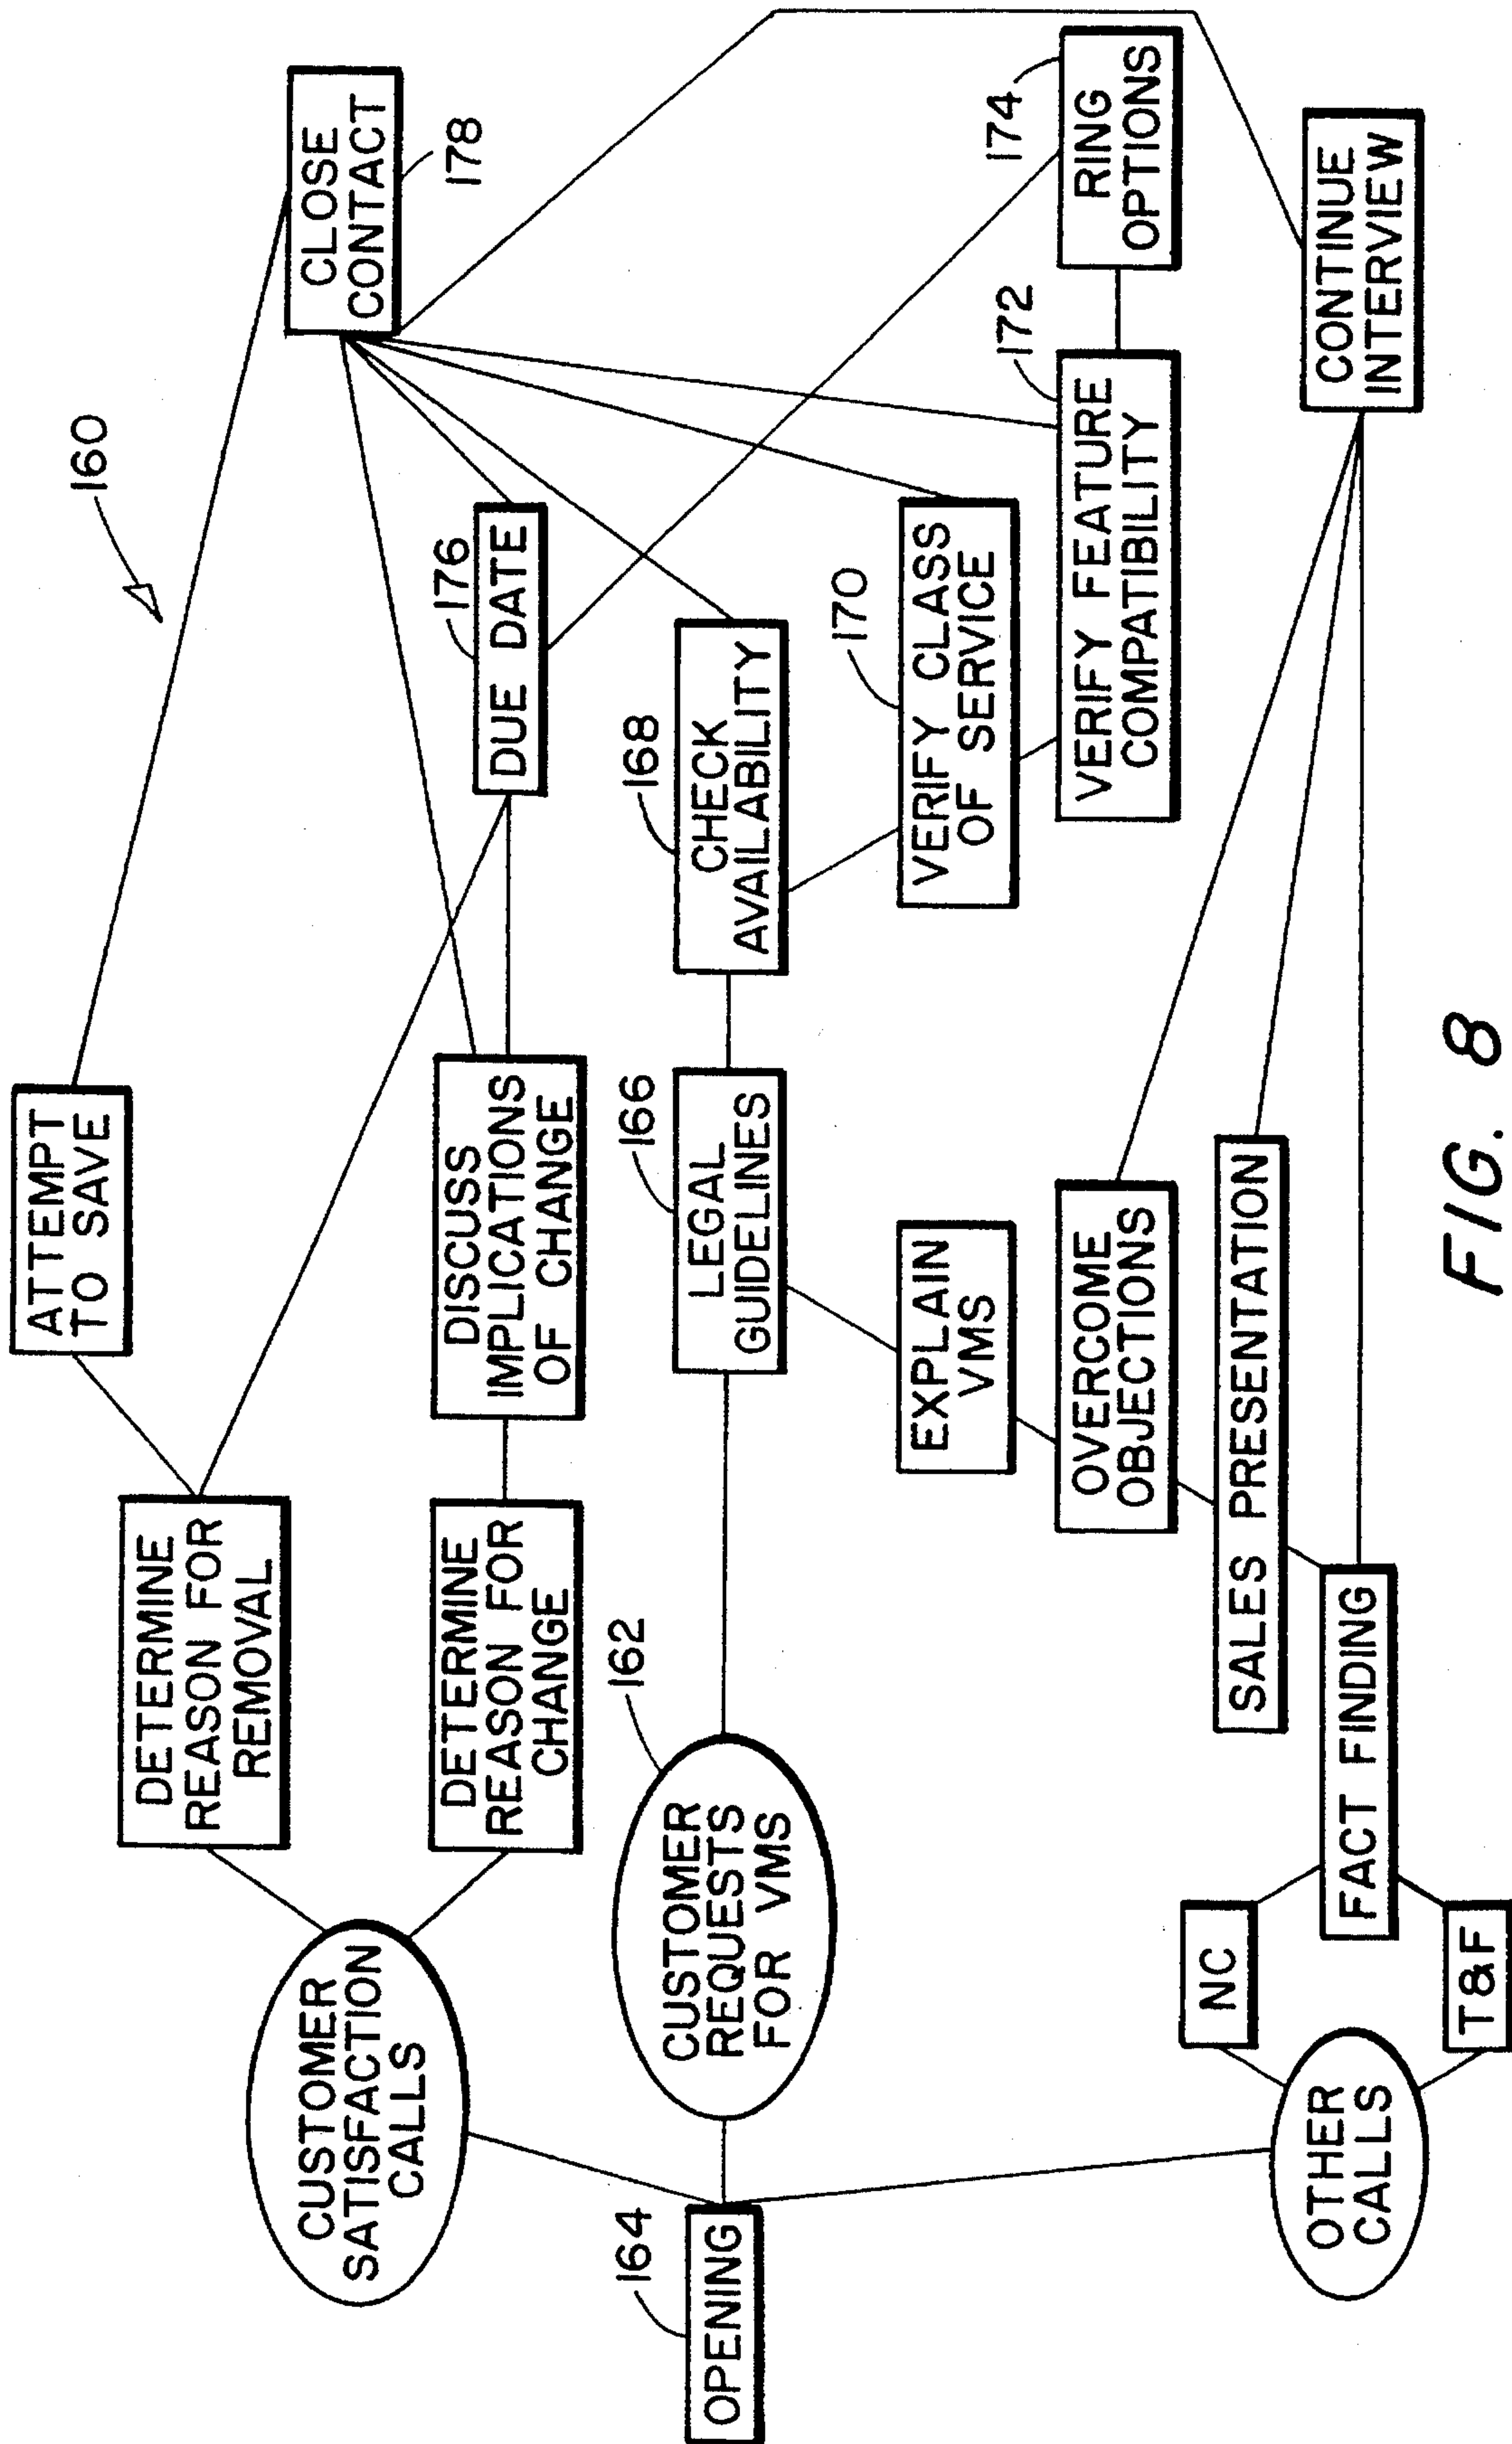 160
ATTEMPT
TO SAVE
DETERMINE
REASON FOR
REMOVAL
CLOSE
CONTACT
178
CUSTOMER
SATISFACTION
CALLS
DETERMINE
REASON FOR
CHANGE
DISCUSS
IMPLICATIONS
OF CHANGE
176
DUE DATE
164
OPENING
162
CUSTOMER
REQUESTS
FOR VMS
166
LEGAL
GUIDELINES
168
CHECK
AVAILABILITY
170
VERIFY CLASS
OF SERVICE
EXPLAIN
VMS
172
VERIFY FEATURE
COMPATIBILITY
174
RING
OPTIONS
OVERCOME
OBJECTIONS
SALES PRESENTATION
NC
OTHER
CALLS
FACT FINDING
T&F
CONTINUE
INTERVIEW
FIG. 8